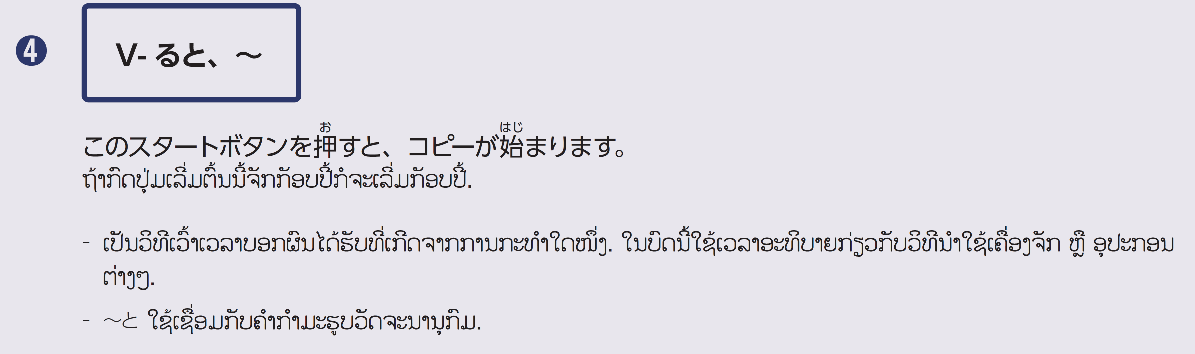 4
V- ると、～
このスタートボタンを押すと、コピーが始まります。
ຖ້າກົດປຸ່ມເລີ່ມຕົ້ນນີ້ຈັກກັອບປີ້ກໍຈະເລີ່ມກັອບປີ້.
- ເປັນວິທີເວົ້າເວລາບອກຜົນໄດ້ຮັບທີ່ເກີດຈາກການກະທຳໃດໜຶ່ງ. ໃນບົດນີ້ໃຊ້ເວລາອະທິບາຍກ່ຽວກັບວິທີນຳໃຊ້ເຄື່ອງຈັກ ຫຼື ອຸປະກອນ
ຕ່າງໆ.
- ～と ໃຊ້ເຊື່ອມກັບຄຳກຳມະຮູບວັດຈະນານຸກົມ.